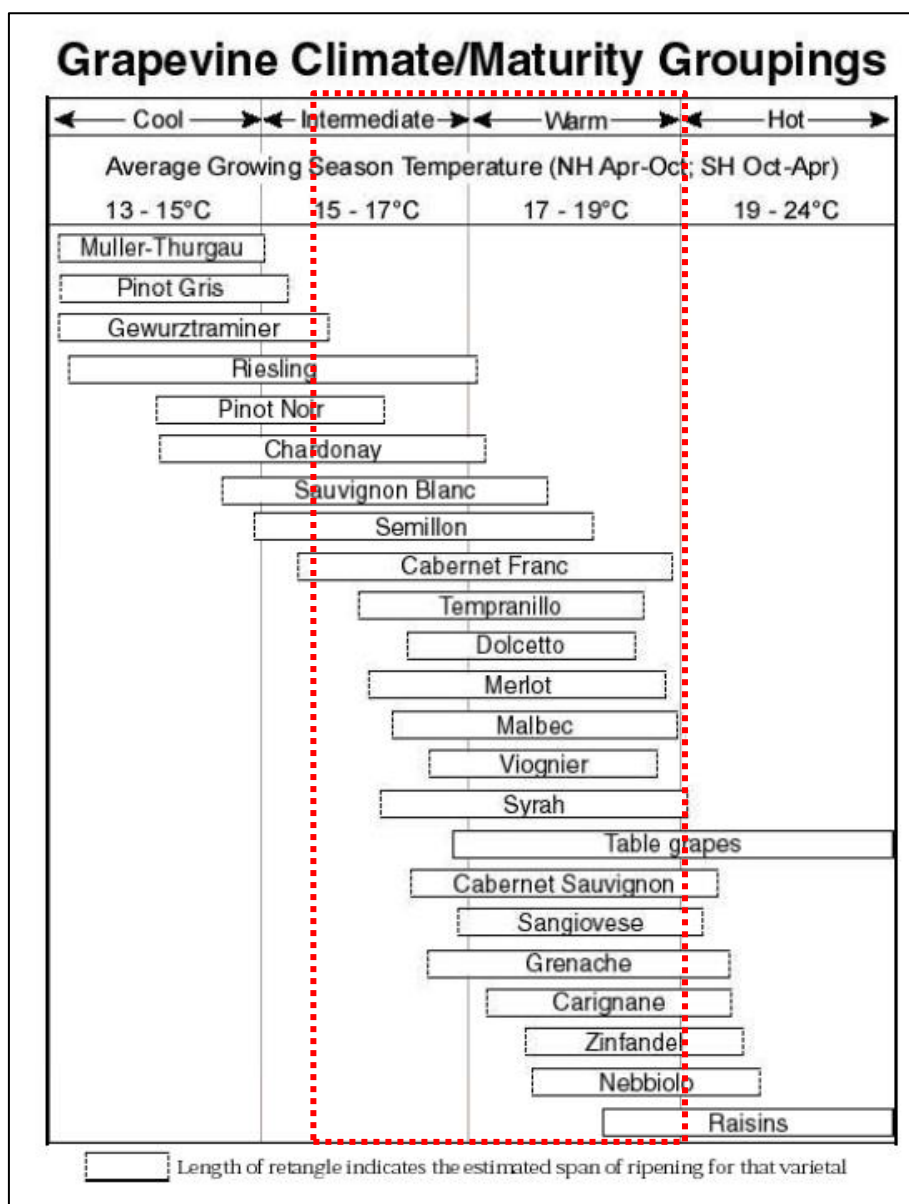 Grapevine Climate/Maturity Groupings
Cool Intermediate Warm Hot
Average Growing Season Temperature (NH Apr-Oct; SH Oct-Apr)
13 - 15°C 15 - 17°C 17 - 19°C 19 - 24°C
Muller-Thurgau
Pinot Gris
Gewurztraminer
Riesling
Pinot Noir
Chardonay
Sauvignon Blanc
Semillon
Cabernet Franc
Tempranillo
Dolcetto
Merlot
Malbec
Viognier
Syrah
Table grapes
Cabernet Sauvignon
Sangiovese
Grenache
Carignane
Zinfandel
Nebbiolo
Raisins
Length of retangle indicates the estimated span of ripening for that varietal